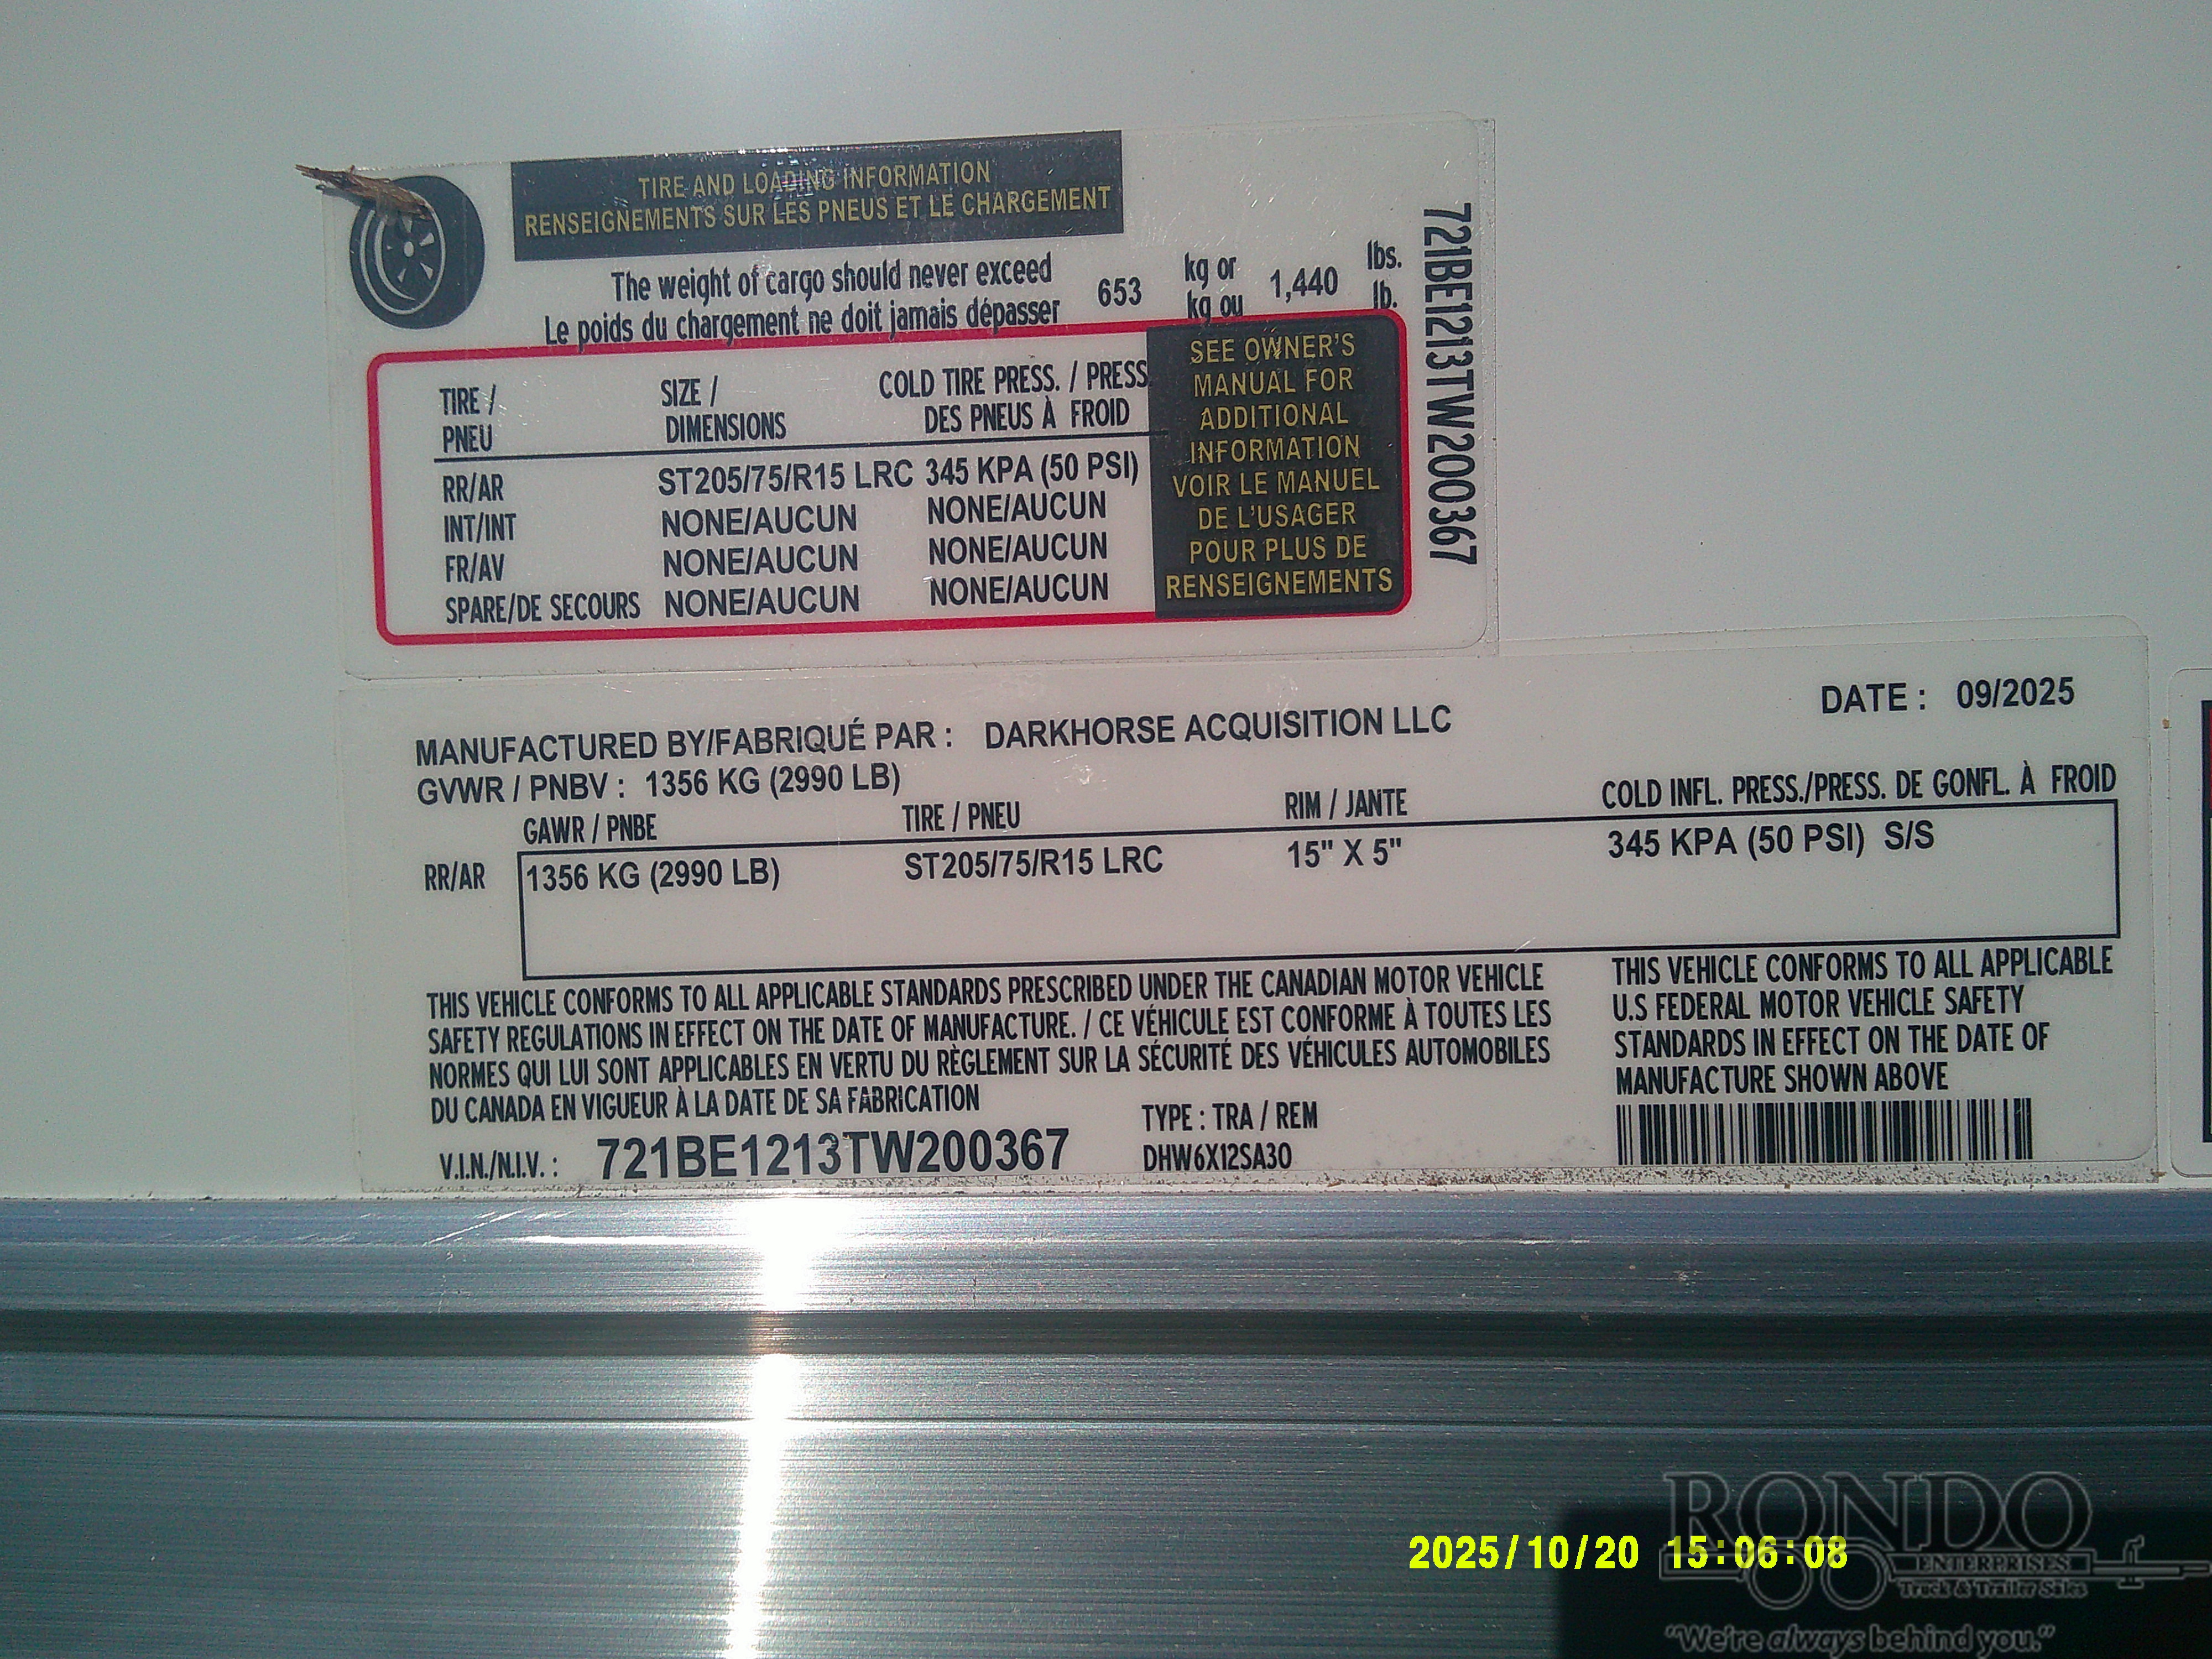 TIRE AND LOADING INFORMATION
RENSEIGNEMENTS SUR LES PNEUS ET LE CHARGEMENT
The weight of cargo should never exceed
Le poids du chargement ne doit jamais dépasser
653
kg or
kg ou
1,440
lbs.
lb.
TIRE / SIZE / COLD TIRE PRESS. / PRESS.
PNEU DIMENSIONS DES PNEUS À FROID
RR/AR ST205/75/R15 LRC 345 KPA (50 PSI)
INT/INT NONE/AUCUN NONE/AUCUN
FR/AV NONE/AUCUN NONE/AUCUN
SPARE/DE SECOURS NONE/AUCUN NONE/AUCUN
SEE OWNER'S
MANUAL FOR
ADDITIONAL
INFORMATION
VOIR LE MANUEL
DE L'USAGER
POUR PLUS DE
RENSEIGNEMENTS
721BE1213TW200367
DATE : 09/2025
MANUFACTURED BY/FABRIQUÉ PAR : DARKHORSE ACQUISITION LLC
GVWR / PNBV : 1356 KG (2990 LB)
GAWR / PNBE TIRE / PNEU RIM / JANTE COLD INFL. PRESS./PRESS. DE GONFL. À FROID
RR/AR 1356 KG (2990 LB) ST205/75/R15 LRC 15" X 5" 345 KPA (50 PSI) S/S
THIS VEHICLE CONFORMS TO ALL APPLICABLE STANDARDS PRESCRIBED UNDER THE CANADIAN MOTOR VEHICLE
SAFETY REGULATIONS IN EFFECT ON THE DATE OF MANUFACTURE. / CE VÉHICULE EST CONFORME À TOUTES LES
NORMES QUI LUI SONT APPLICABLES EN VERTU DU RÈGLEMENT SUR LA SÉCURITÉ DES VÉHICULES AUTOMOBILES
DU CANADA EN VIGUEUR À LA DATE DE SA FABRICATION
THIS VEHICLE CONFORMS TO ALL APPLICABLE
U.S FEDERAL MOTOR VEHICLE SAFETY
STANDARDS IN EFFECT ON THE DATE OF
MANUFACTURE SHOWN ABOVE
V.I.N./N.I.V. : 721BE1213TW200367
TYPE : TRA / REM
DHW6X12SA30
2025/10/20 15:06:08
RONDO
ENTERPRISES
Truck & Trailer Sales
"We're always behind you."